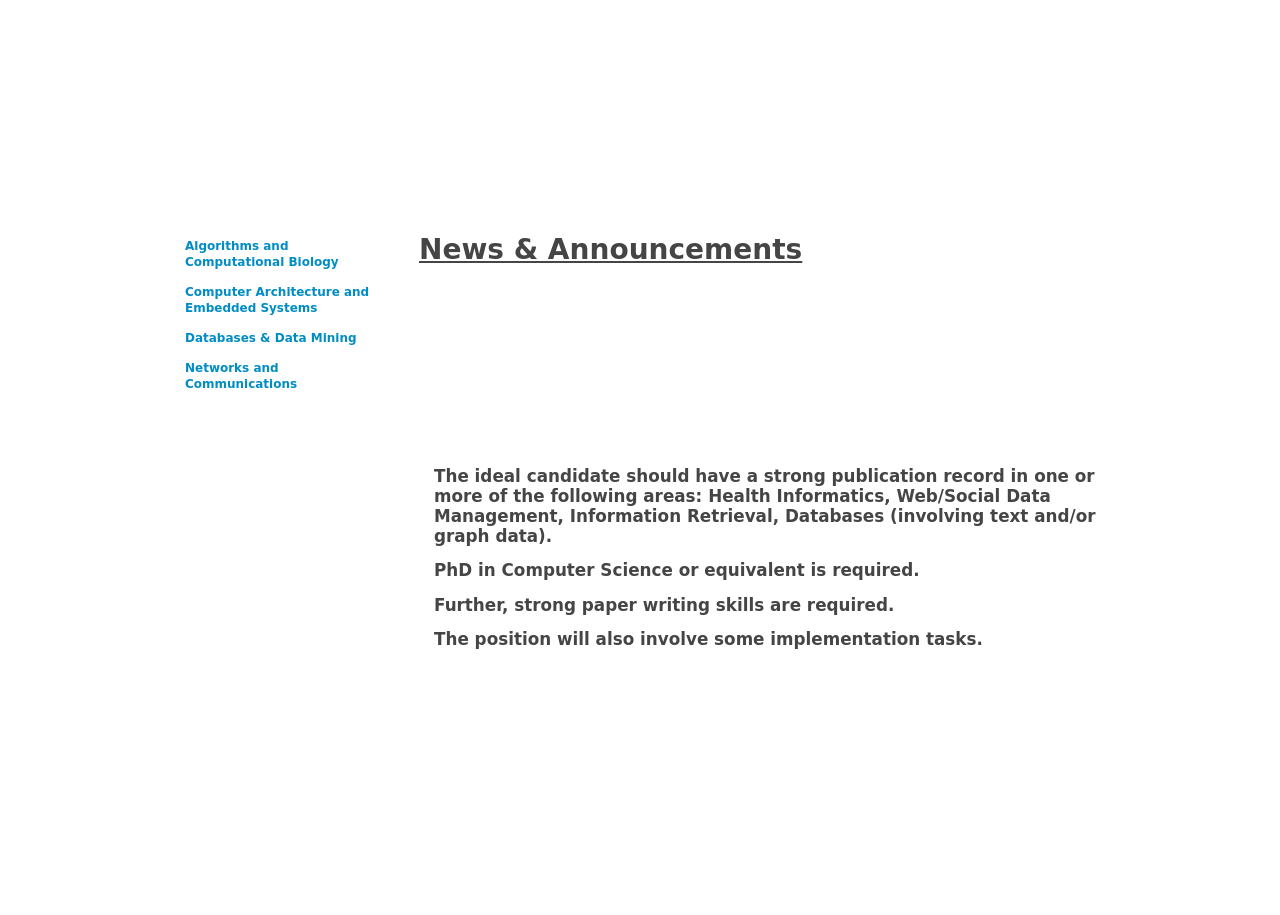 Algorithms and
Computational Biology
Computer Architecture and
Embedded Systems
Databases & Data Mining
Networks and
Communications
News & Announcements
The ideal candidate should have a strong publication record in one or
more of the following areas: Health Informatics, Web/Social Data
Management, Information Retrieval, Databases (involving text and/or
graph data).
PhD in Computer Science or equivalent is required.
Further, strong paper writing skills are required.
The position will also involve some implementation tasks.